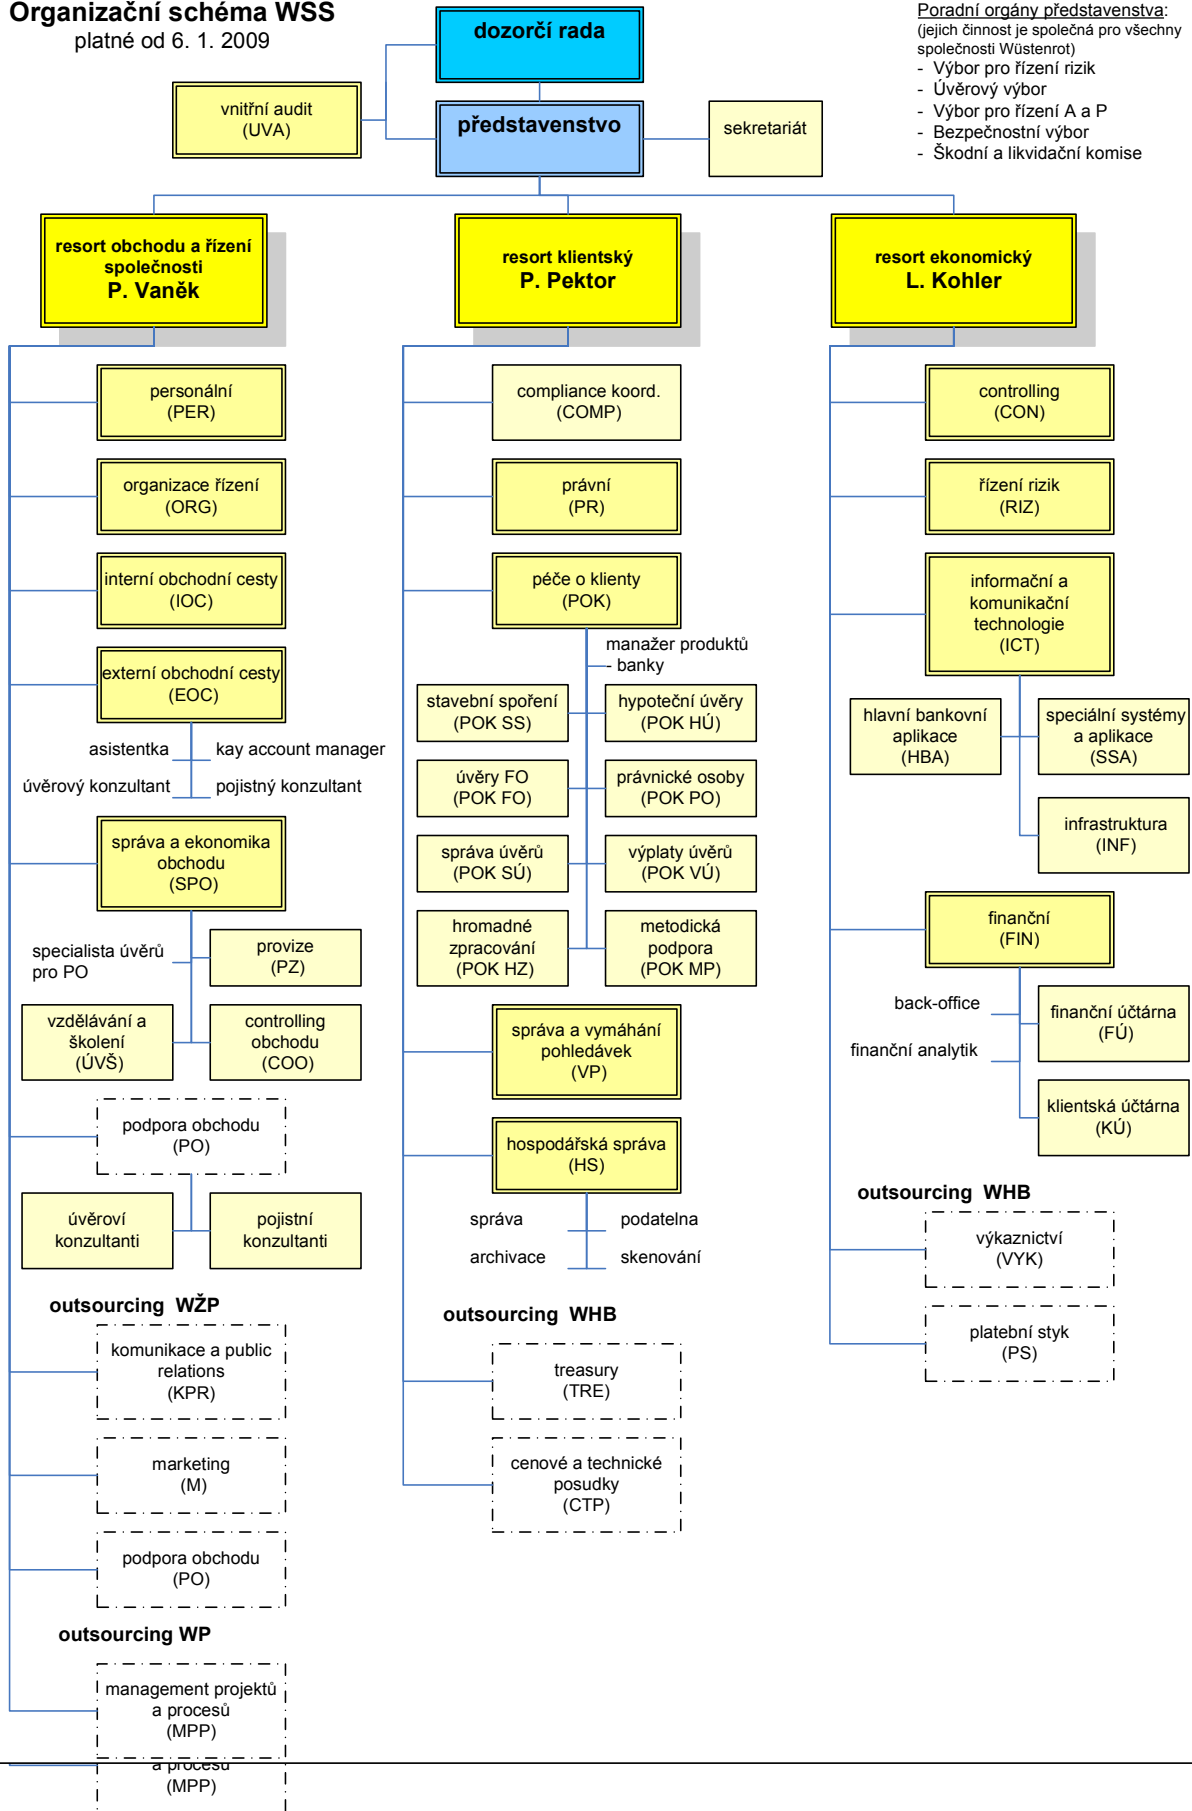 Organizační schéma WSS
platné od 6. 1. 2009
dozorčí rada
Poradní orgány představenstva:
(jejich činnost je společná pro všechny
společnosti Wüstenrot)
- Výbor pro řízení rizik
- Úvěrový výbor
- Výbor pro řízení A a P
- Bezpečnostní výbor
- Škodní a likvidační komise
vnitřní audit
(UVA)
představenstvo
sekretariát
resort obchodu a řízení
společnosti
P. Vaněk
resort klientský
P. Pektor
resort ekonomický
L. Kohler
personální
(PER)
organizace řízení
(ORG)
interní obchodní cesty
(IOC)
externí obchodní cesty
(EOC)
asistentka
kay account manager
úvěrový konzultant
pojistný konzultant
správa a ekonomika
obchodu
(SPO)
specialista úvěrů
pro PO
provize
(PZ)
vzdělávání a
školení
(ÚVŠ)
controlling
obchodu
(COO)
podpora obchodu
(PO)
úvěroví
konzultanti
pojistní
konzultanti
outsourcing WŽP
komunikace a public
relations
(KPR)
marketing
(M)
podpora obchodu
(PO)
outsourcing WP
management projektů
a procesů
(MPP)
a procesů
(MPP)
compliance koord.
(COMP)
právní
(PR)
péče o klienty
(POK)
manažer produktů
- banky
stavební spoření
(POK SS)
hypoteční úvěry
(POK HÚ)
úvěry FO
(POK FO)
právnické osoby
(POK PO)
správa úvěrů
(POK SÚ)
výplaty úvěrů
(POK VÚ)
hromadné
zpracování
(POK HZ)
metodická
podpora
(POK MP)
správa a vymáhání
pohledávek
(VP)
hospodářská správa
(HS)
správa
podatelna
archivace
skenování
outsourcing WHB
treasury
(TRE)
cenové a technické
posudky
(CTP)
controlling
(CON)
řízení rizik
(RIZ)
informační a
komunikační
technologie
(ICT)
hlavní bankovní
aplikace
(HBA)
speciální systémy
a aplikace
(SSA)
infrastruktura
(INF)
finanční
(FIN)
back-office
finanční účtárna
(FÚ)
finanční analytik
klientská účtárna
(KÚ)
outsourcing WHB
výkaznictví
(VYK)
platební styk
(PS)